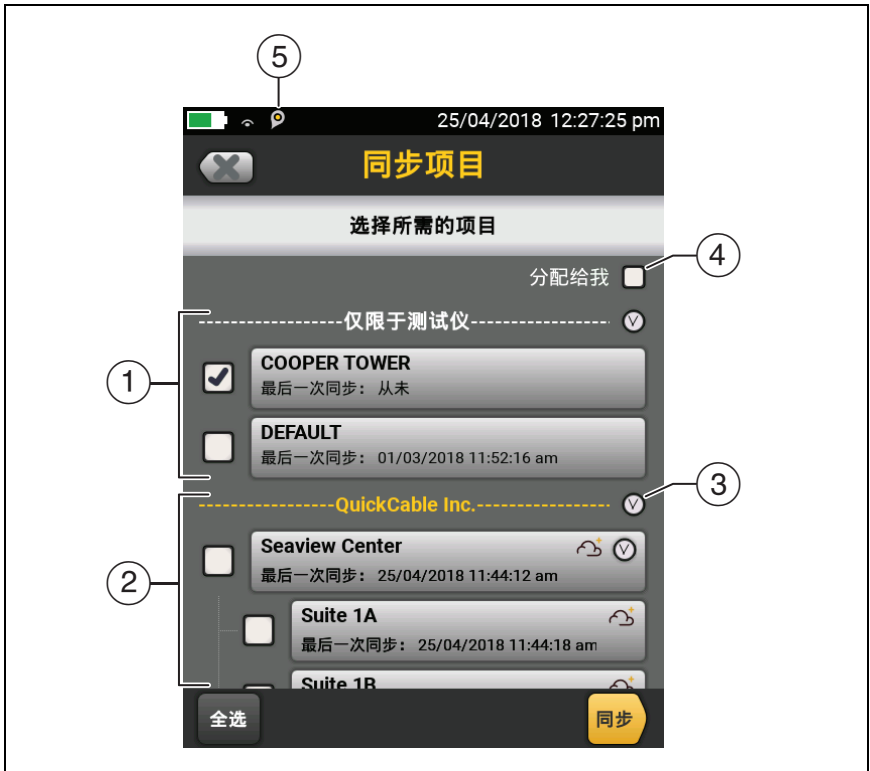 5
25/04/2018 12:27:25 pm
同步项目
选择所需的项目
4
分配给我
仅限于测试仪
1
COOPER TOWER
最后一次同步： 从未
DEFAULT
最后一次同步： 01/03/2018 11:52:16 am
3
QuickCable Inc.
2
Seaview Center
最后一次同步： 25/04/2018 11:44:12 am
Suite 1A
最后一次同步： 25/04/2018 11:44:18 am
Suite 1B
全选
同步